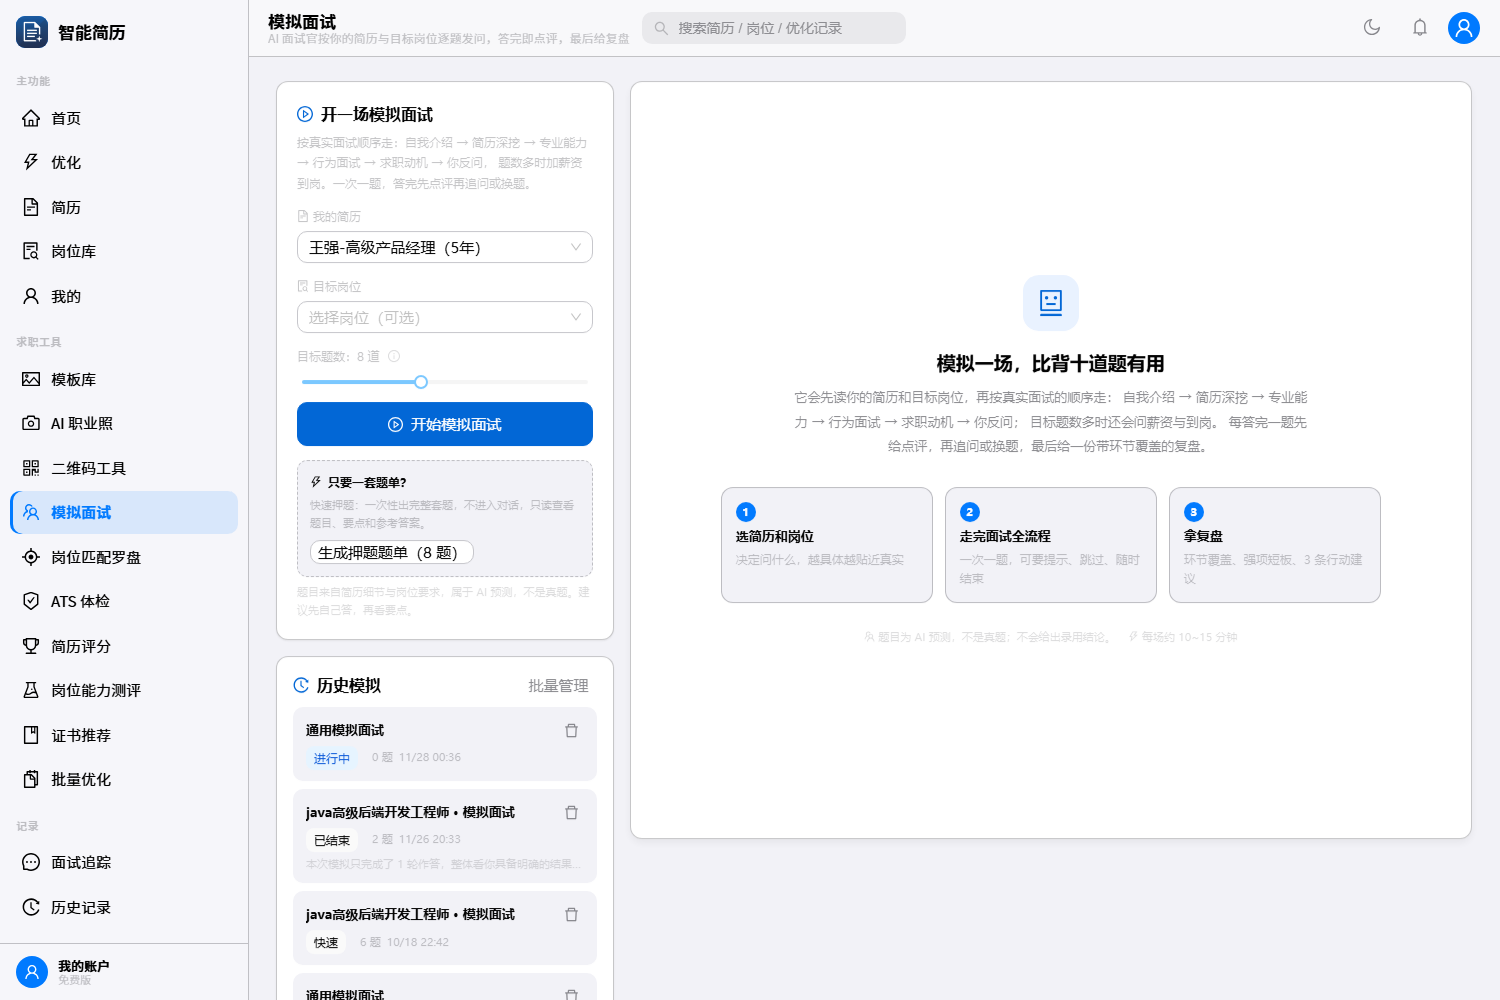 智能简历
主功能
首页
优化
简历
岗位库
我的
求职工具
模板库
AI 职业照
二维码工具
模拟面试
岗位匹配罗盘
ATS 体检
简历评分
岗位能力测评
证书推荐
批量优化
记录
面试追踪
历史记录
我的账户
免费版
模拟面试
AI 面试官按你的简历与目标岗位逐题发问，答完即点评，最后给复盘
搜索简历 / 岗位 / 优化记录
开一场模拟面试
按真实面试顺序走：自我介绍 → 简历深挖 → 专业能力
→ 行为面试 → 求职动机 → 你反问， 题数多时加薪资
到岗。一次一题，答完先点评再追问或换题。
我的简历
王强-高级产品经理（5年）
目标岗位
选择岗位（可选）
目标题数：8 道
开始模拟面试
只要一套题单?
快速押题：一次性出完整套题，不进入对话，只读查看
题目、要点和参考答案。
生成押题题单（8 题）
题目来自简历细节与岗位要求，属于 AI 预测，不是真题。建
议先自己答，再看要点。
历史模拟
批量管理
通用模拟面试
进行中
0 题 11/28 00:36
java高级后端开发工程师 • 模拟面试
已结束
2 题 11/26 20:33
本次模拟只完成了 1 轮作答，整体看你具备明确的结果...
java高级后端开发工程师 • 模拟面试
快速
6 题 10/18 22:42
通用模拟面试
模拟一场，比背十道题有用
它会先读你的简历和目标岗位，再按真实面试的顺序走： 自我介绍 → 简历深挖 → 专业能
力 → 行为面试 → 求职动机 → 你反问； 目标题数多时还会问薪资与到岗。 每答完一题先
给点评，再追问或换题，最后给一份带环节覆盖的复盘。
1
选简历和岗位
决定问什么，越具体越贴近真实
2
走完面试全流程
一次一题，可要提示、跳过、随时
结束
3
拿复盘
环节覆盖、强项短板、3 条行动建
议
题目为 AI 预测，不是真题；不会给出录用结论。
每场约 10~15 分钟